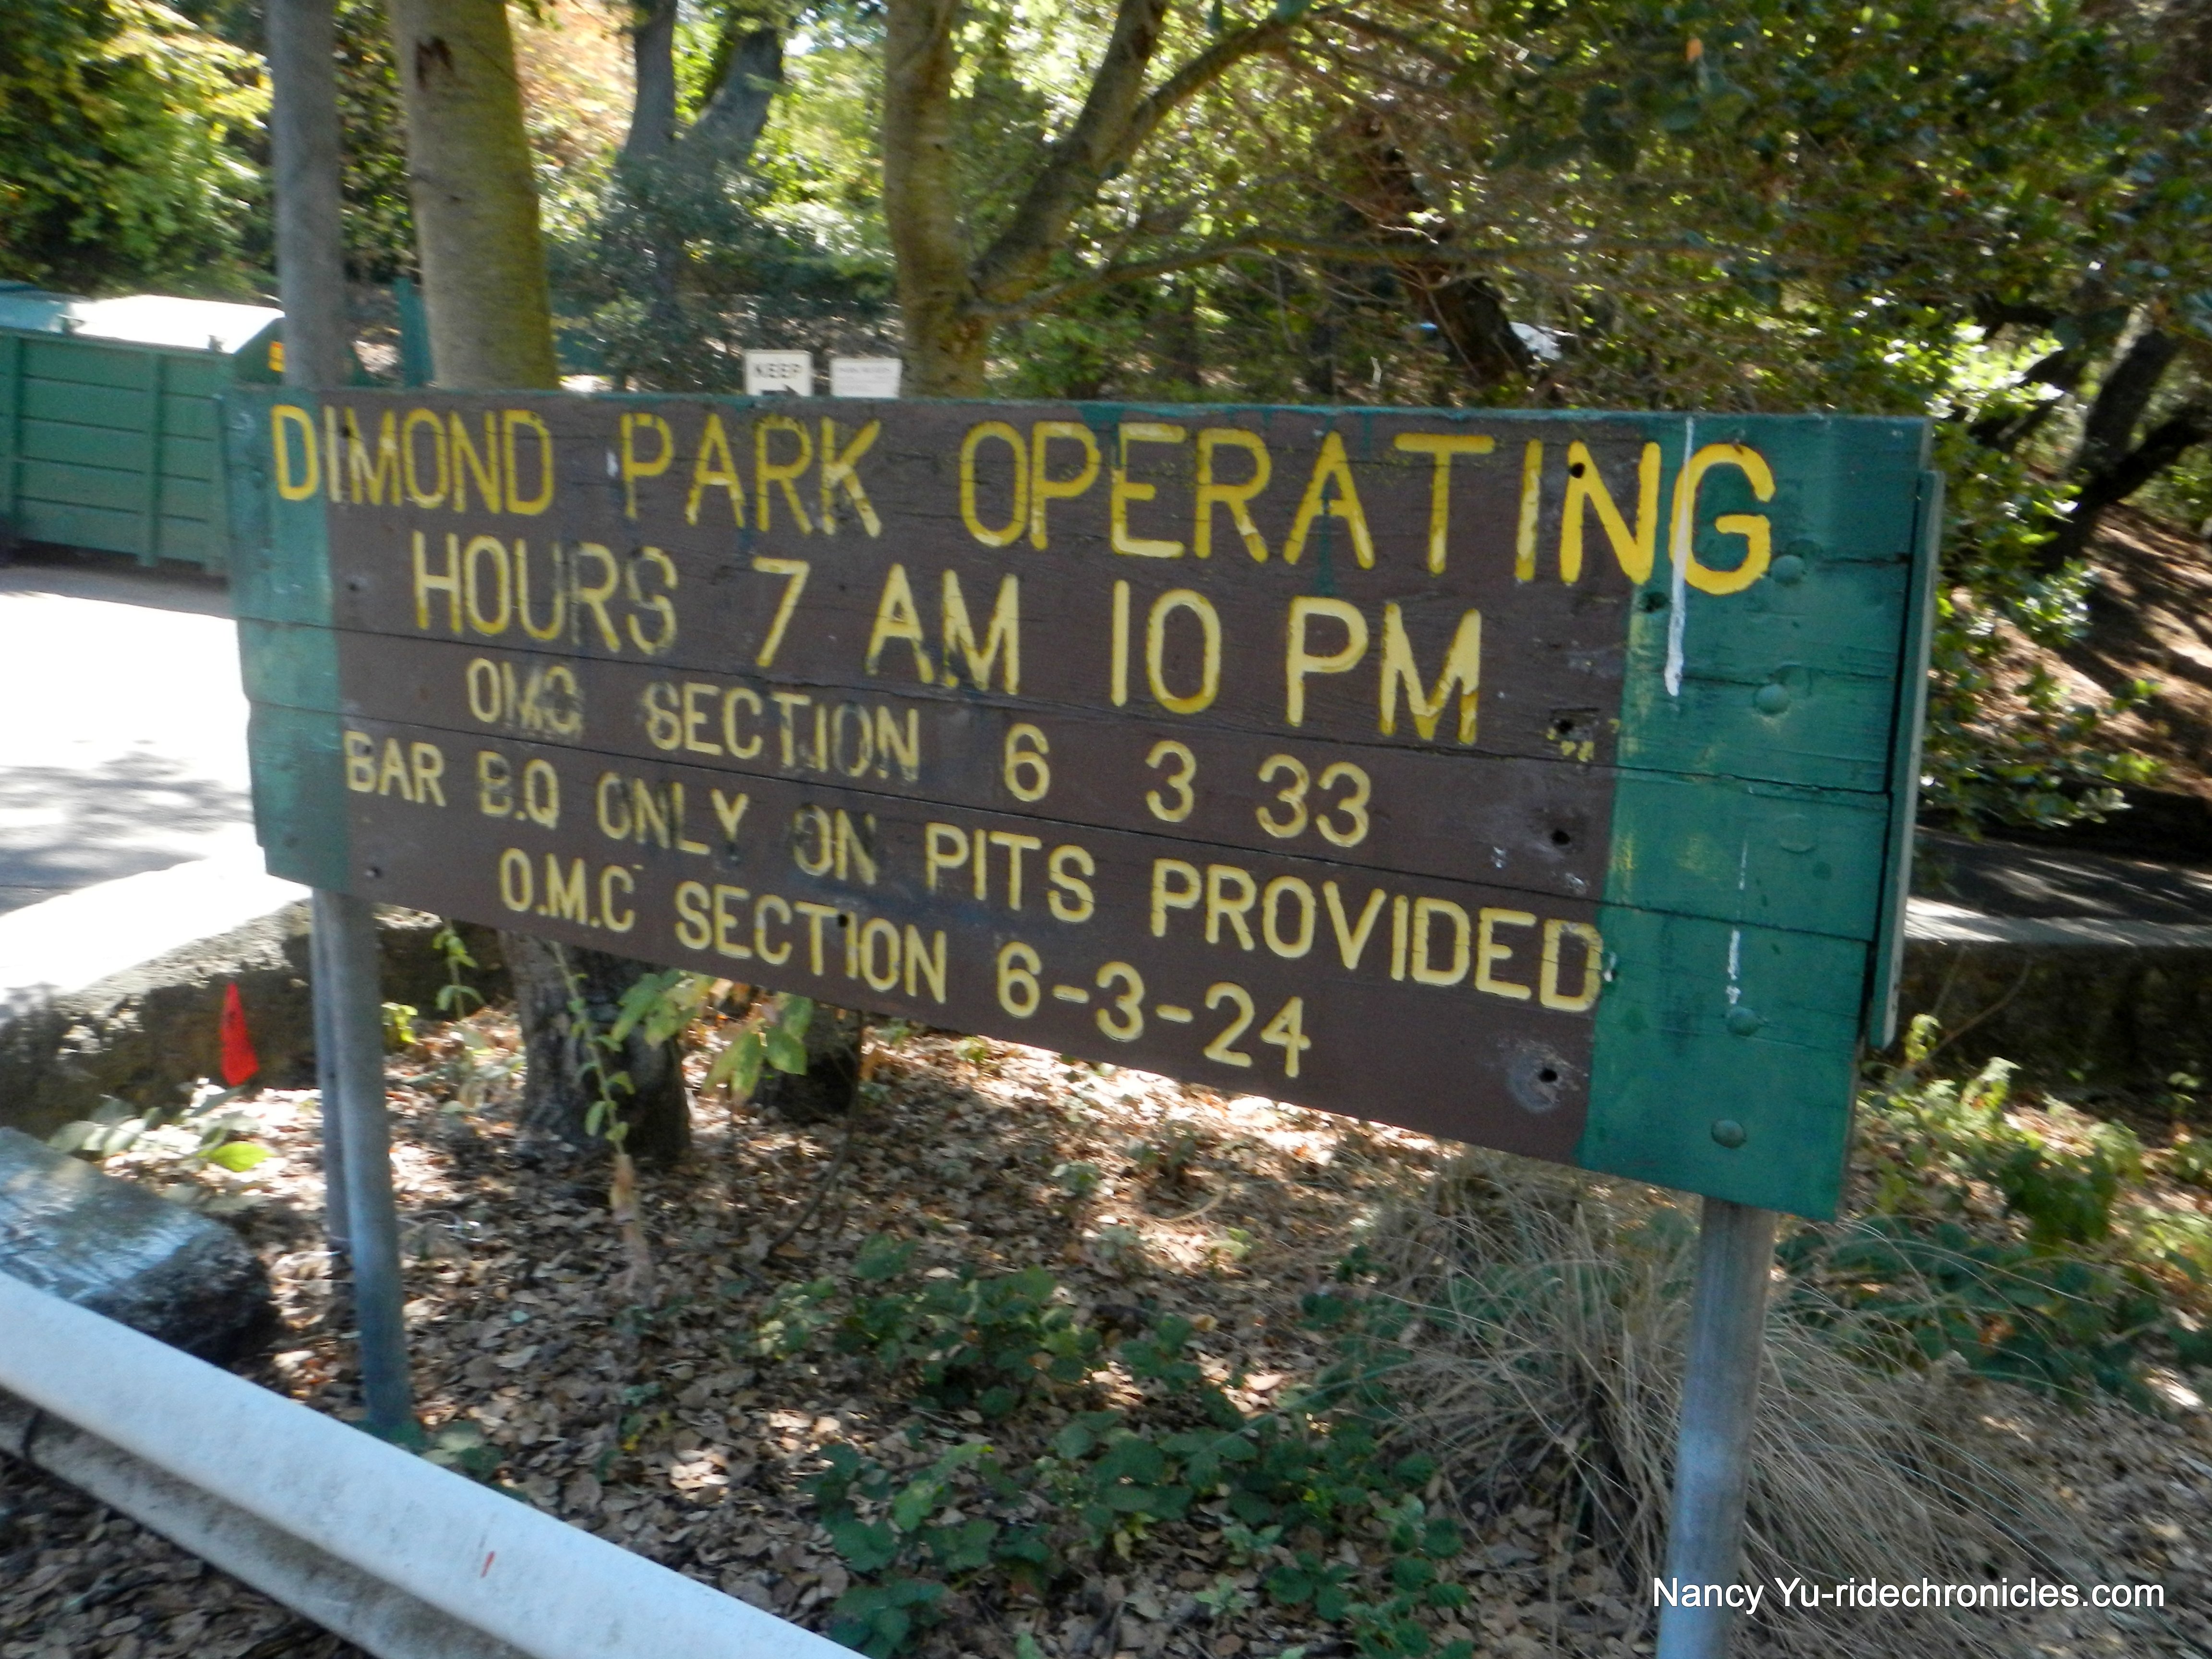 KEEP
DIMOND PARK OPERATING
HOURS 7 AM 10 PM
OMC SECTION 6 3 33
BAR B.Q ONLY ON PITS PROVIDED
O.M.C SECTION 6-3-24
Nancy Yu-ridechronicles.com